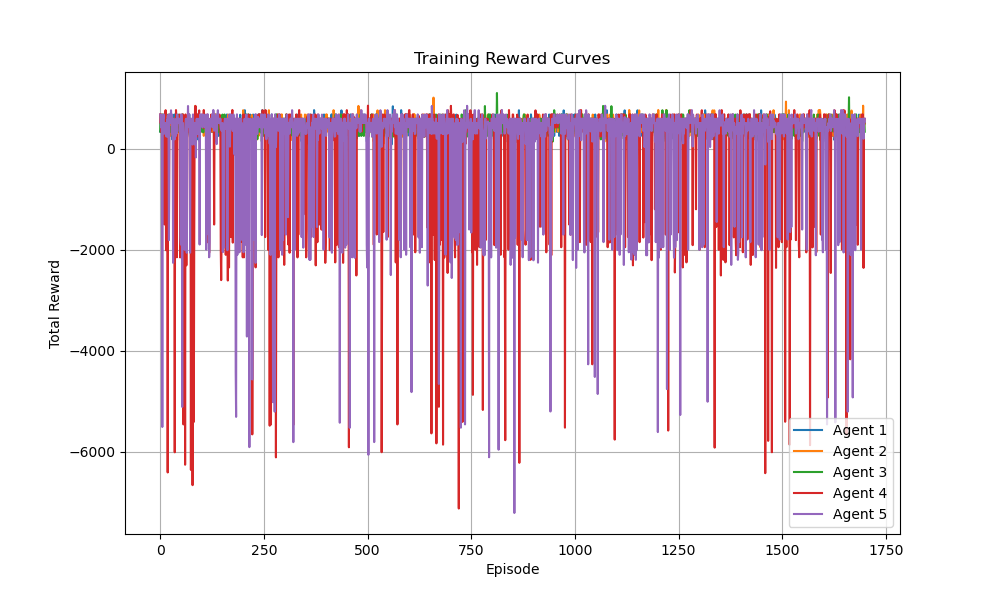 Training Reward Curves
Total Reward
0
−2000
−4000
−6000
Agent 1
Agent 2
Agent 3
Agent 4
Agent 5
0 250 500 750 1000 1250 1500 1750
Episode